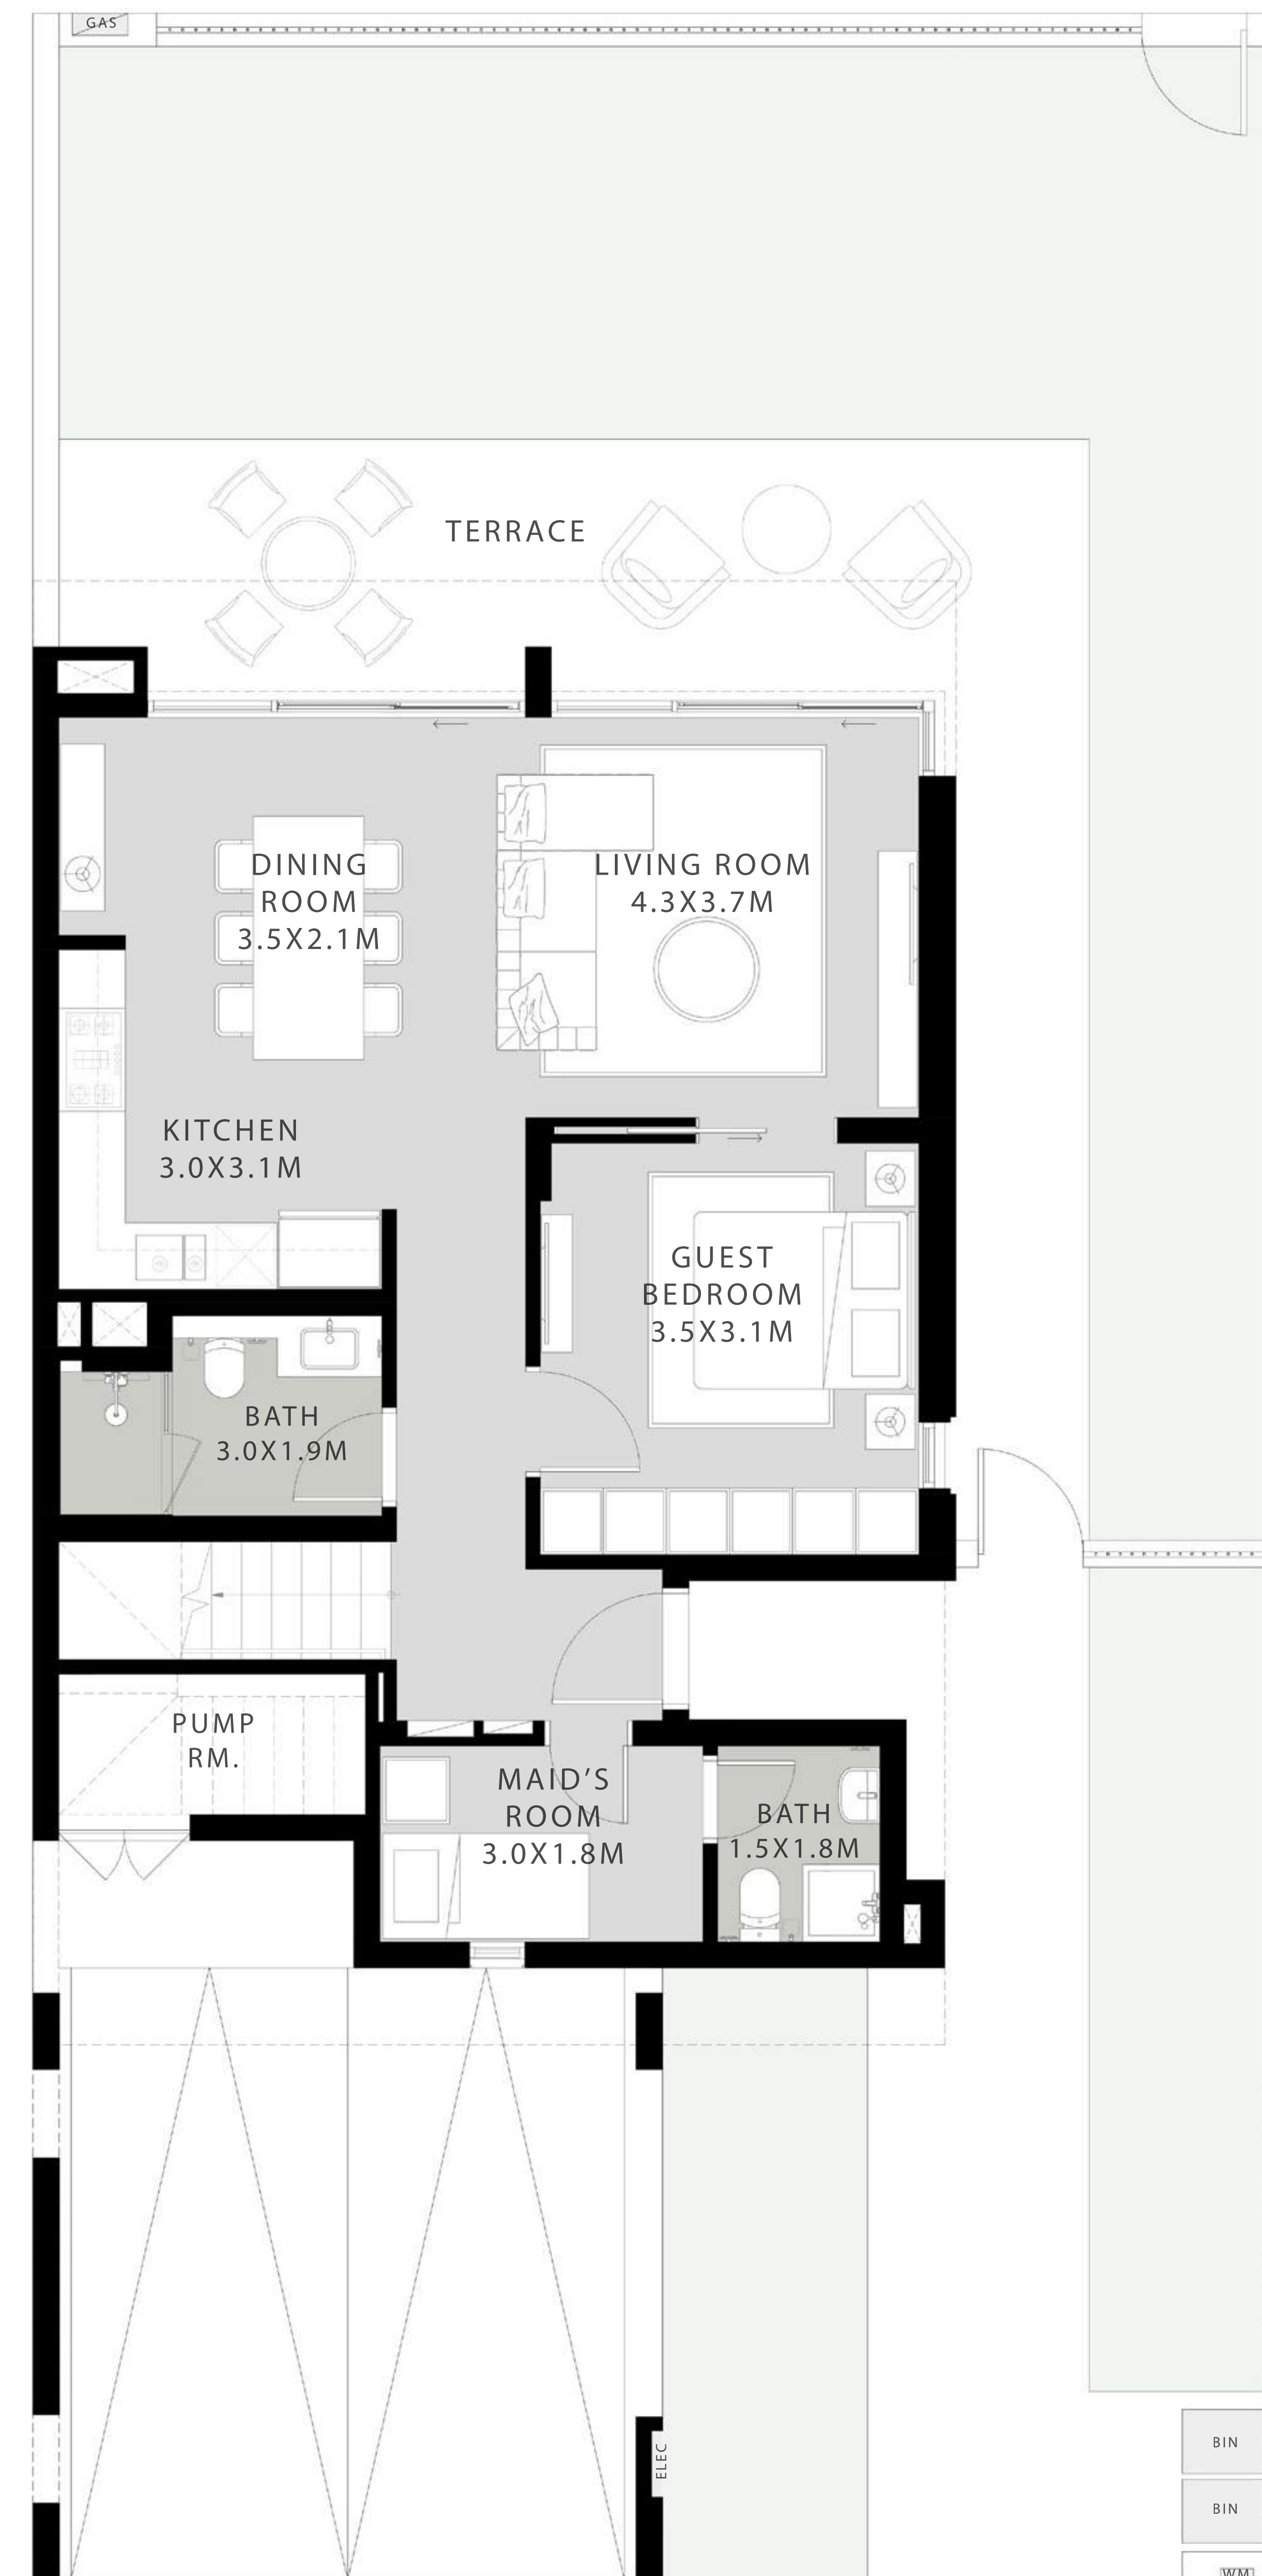 GAS
TERRACE
DINING
ROOM
3.5X2.1M
LIVING ROOM
4.3X3.7M
KITCHEN
3.0X3.1M
GUEST
BEDROOM
3.5X3.1M
BATH
3.0X1.9M
PUMP
RM.
MAID’S
ROOM
3.0X1.8M
BATH
1.5X1.8M
ELEC
BIN
BIN
WM